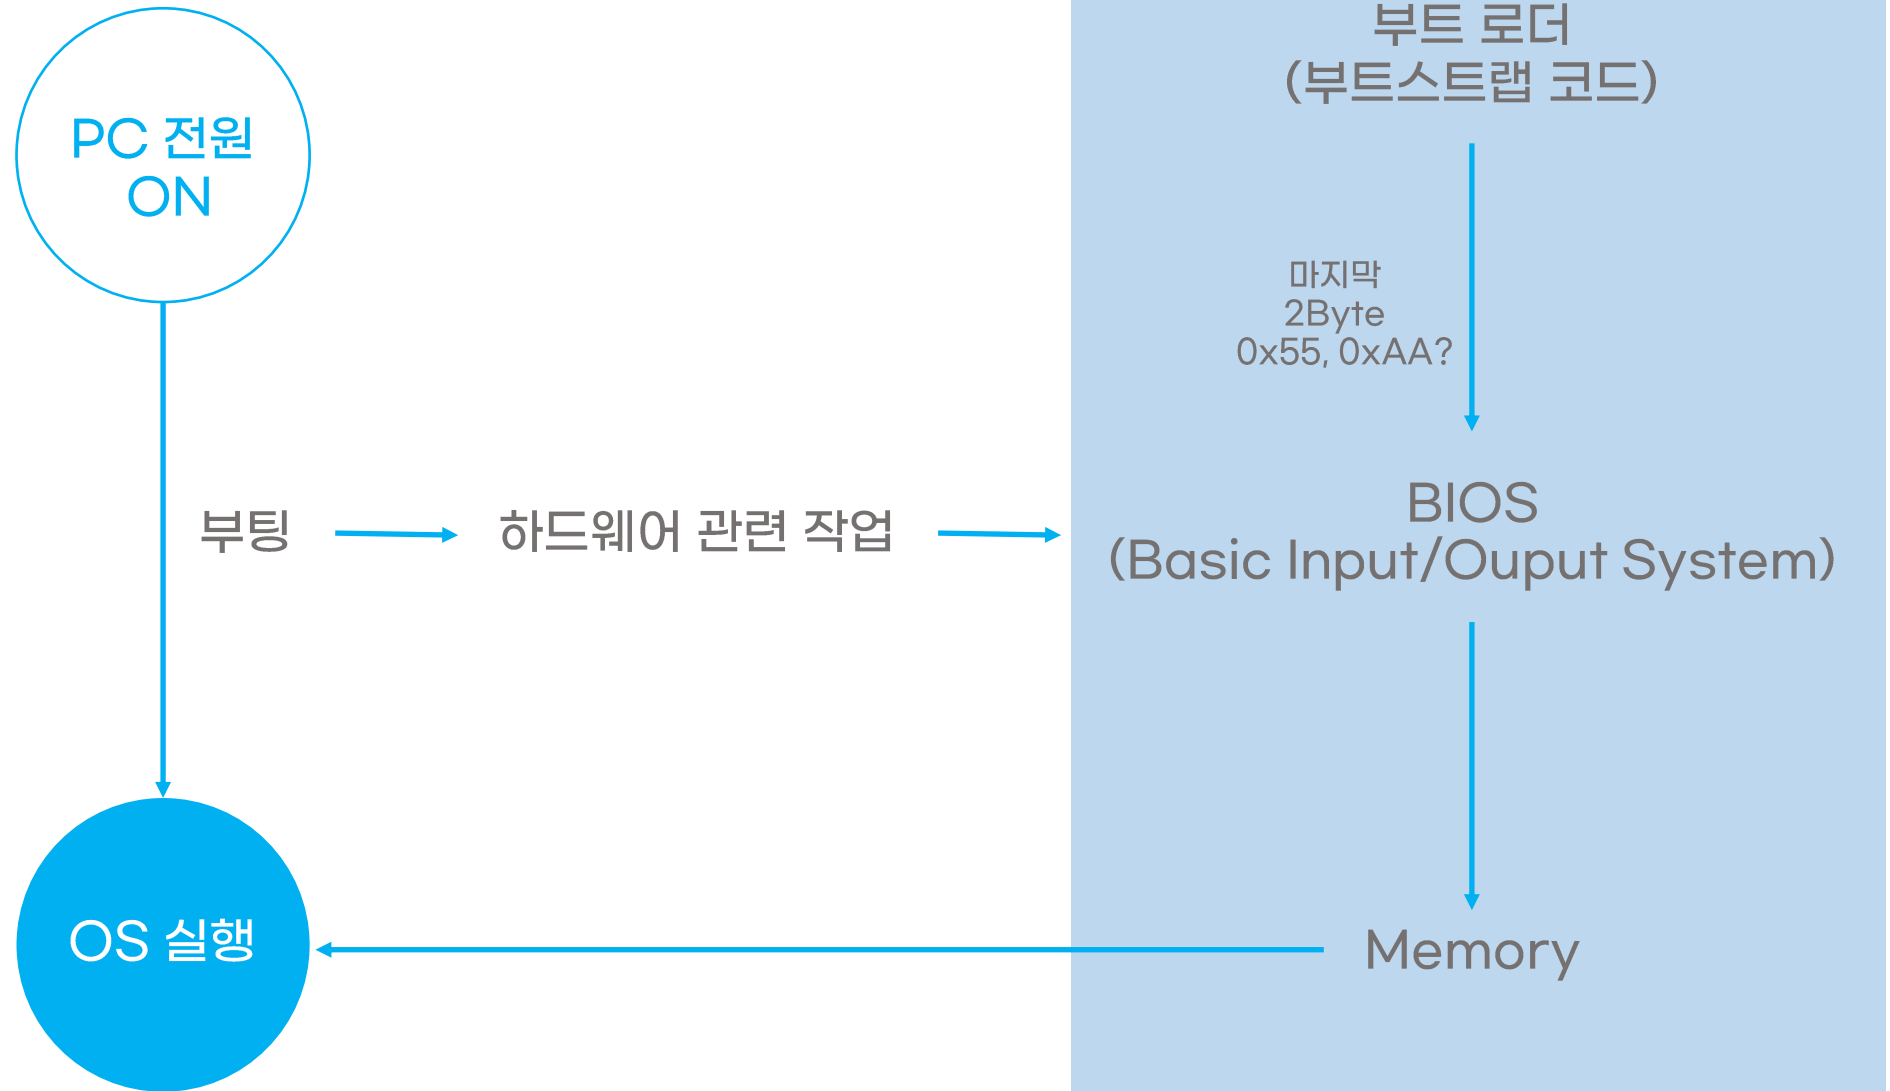 PC 전원
ON
부팅
하드웨어 관련 작업
부트 로더
(부트스트랩 코드)
마지막
2Byte
0x55, 0xAA?
BIOS
(Basic Input/Ouput System)
Memory
OS 실행